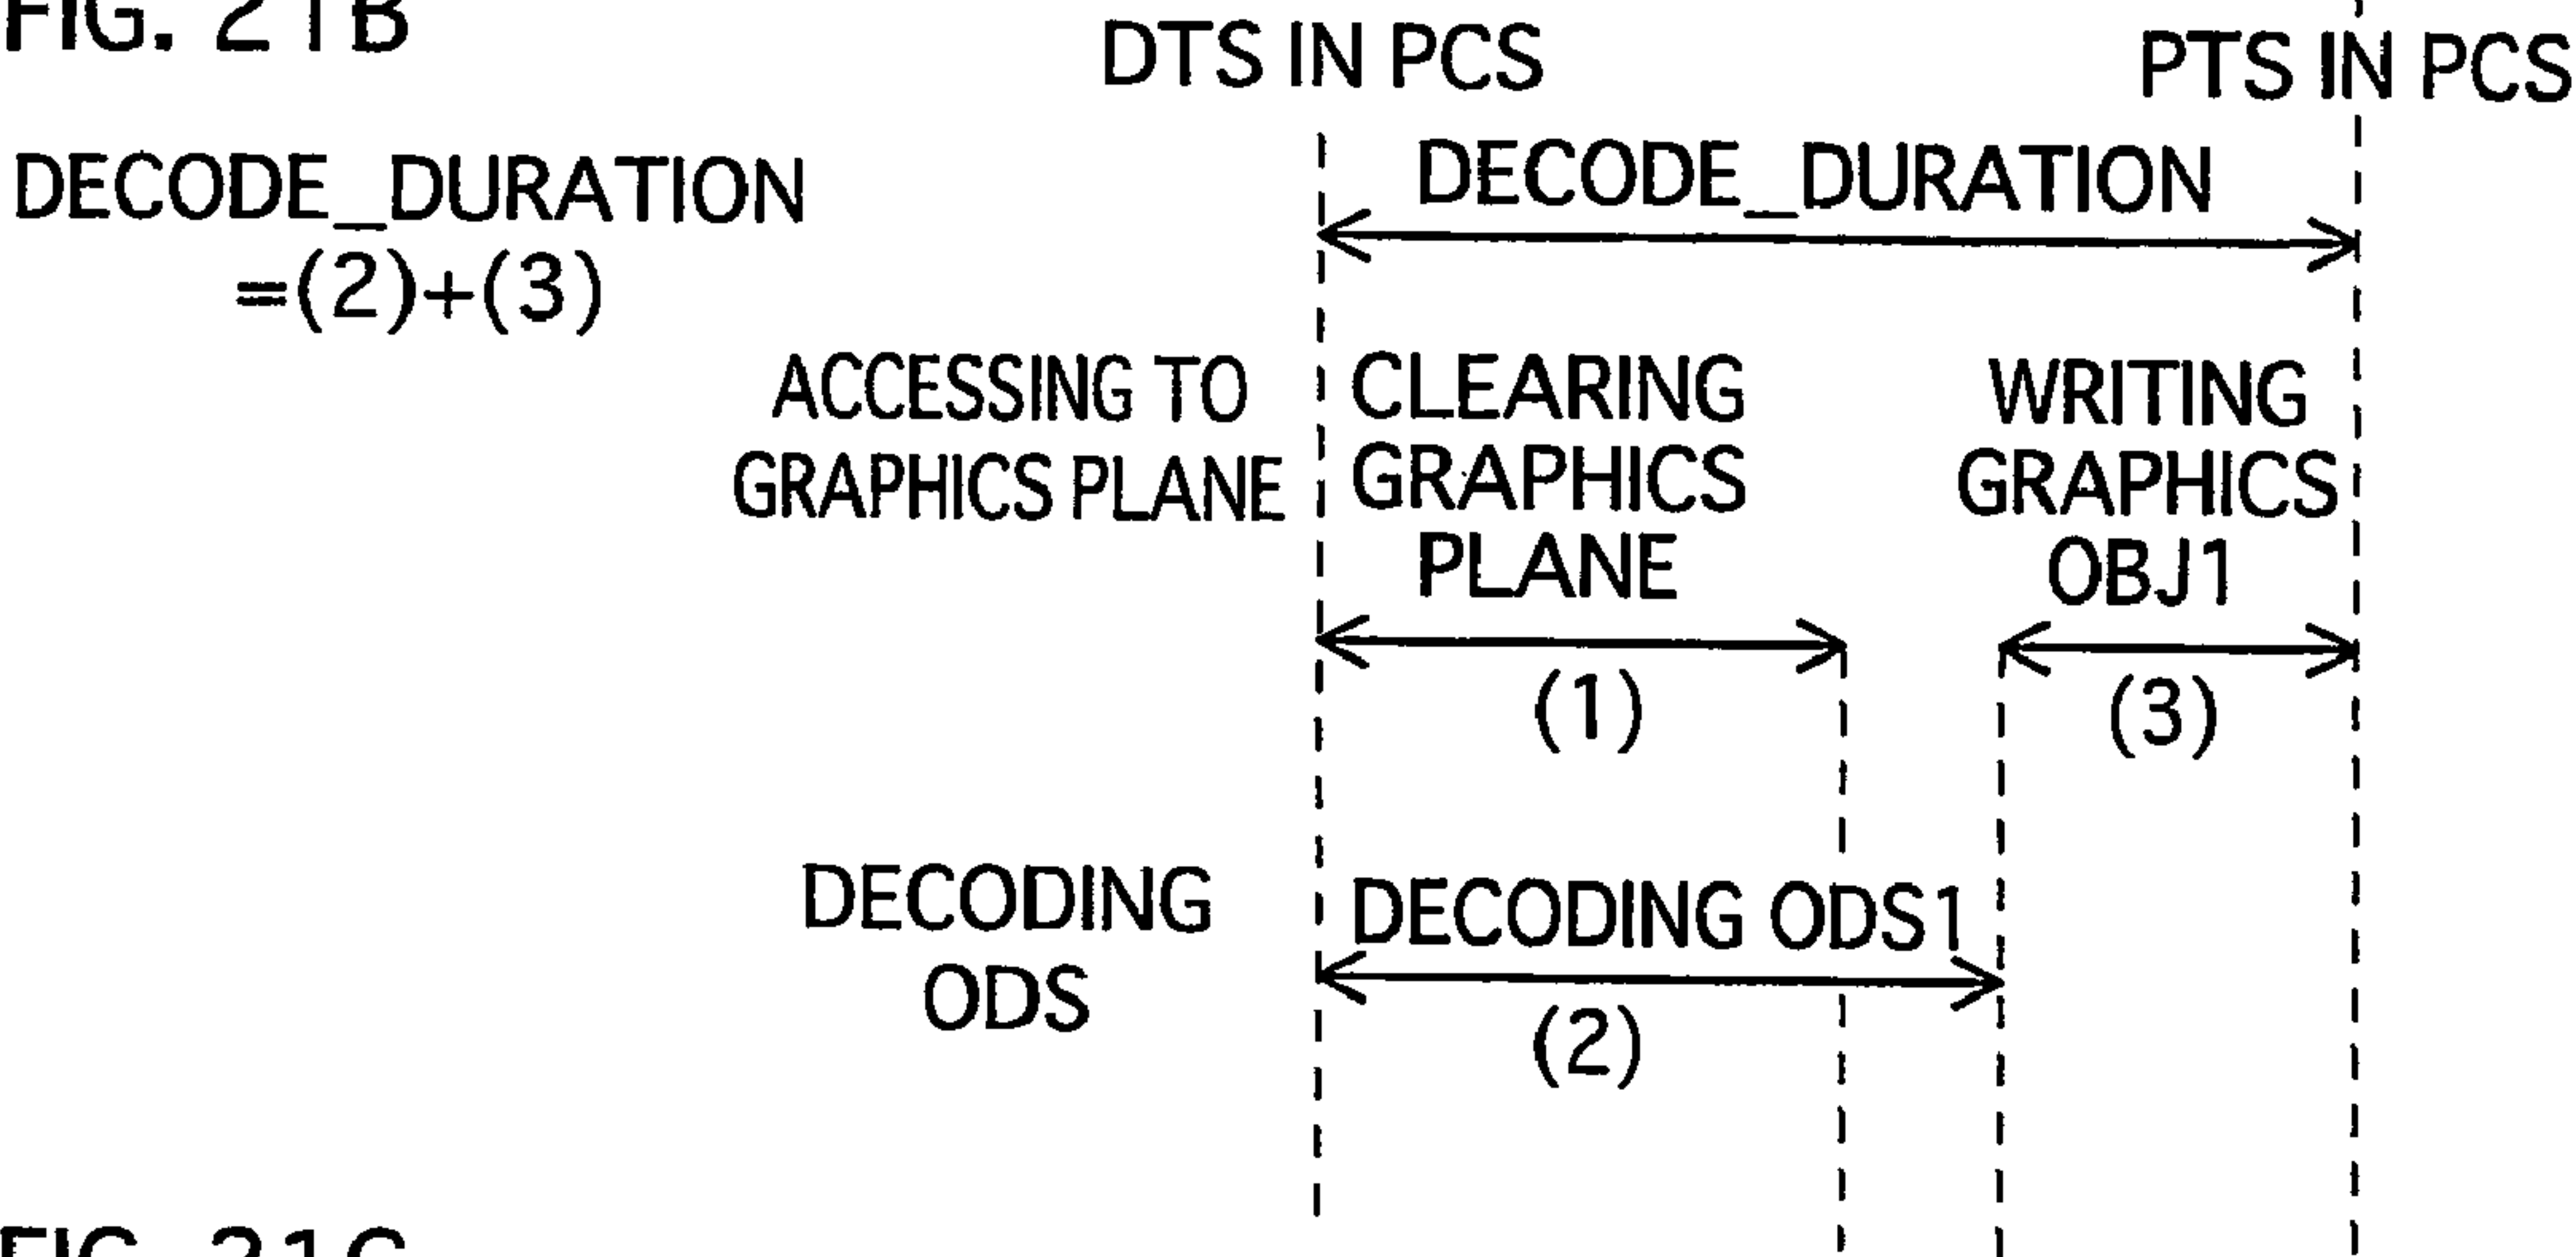 FIG. 21B
DTS IN PCS
PTS IN PCS
DECODE_DURATION
=(2)+(3)
DECODE_DURATION
ACCESSING TO
GRAPHICS PLANE
CLEARING
GRAPHICS
PLANE
(1)
WRITING
GRAPHICS
OBJ1
(3)
DECODING
ODS
DECODING ODS1
(2)
FIG. 21C